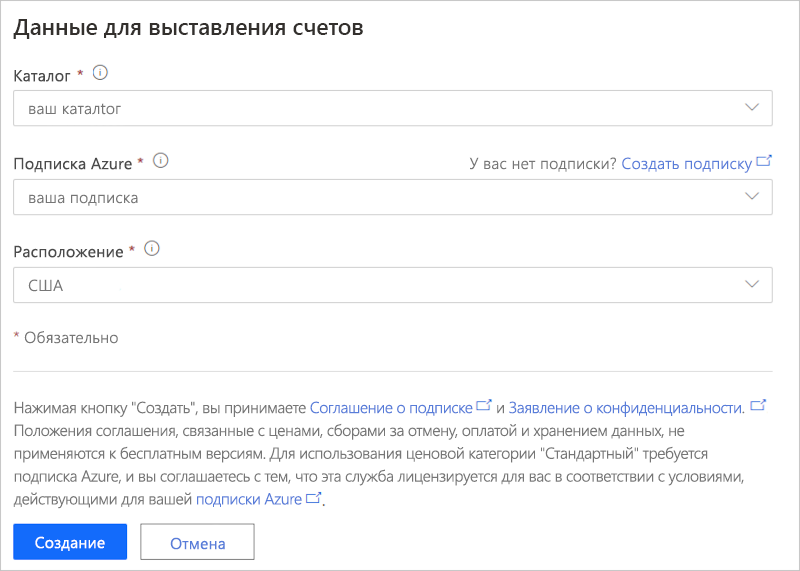 Данные для выставления счетов
Каталог *
ваш каталtог
Подписка Azure *
У вас нет подписки? Создать подписку
ваша подписка
Расположение *
США
* Обязательно
Нажимая кнопку "Создать", вы принимаете Соглашение о подписке и Заявление о конфиденциальности.
Положения соглашения, связанные с ценами, сборами за отмену, оплатой и хранением данных, не
применяются к бесплатным версиям. Для использования ценовой категории "Стандартный" требуется
подписка Azure, и вы соглашаетесь с тем, что эта служба лицензируется для вас в соответствии с условиями,
действующими для вашей подписки Azure.
Создание
Отмена